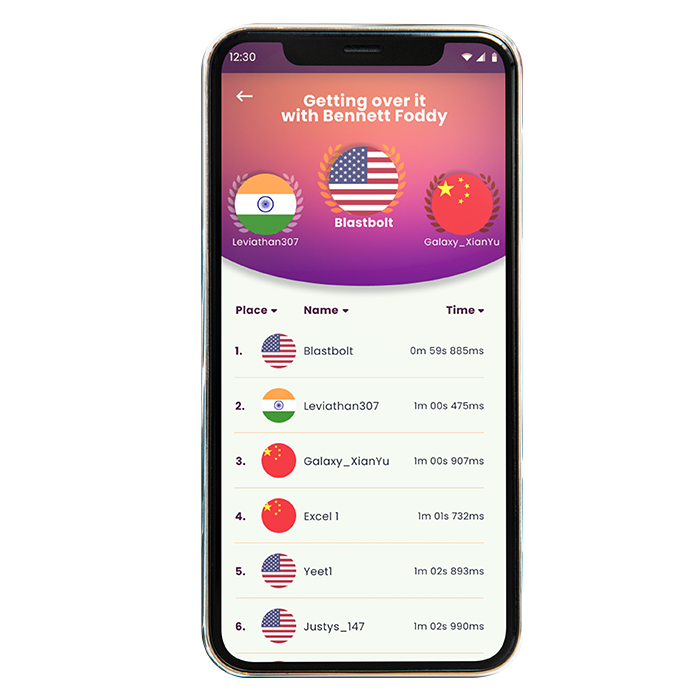 12:30
Getting over it
with Bennett Foddy
Blastbolt
Leviathan307
Galaxy_XianYu
Place Name Time
1. Blastbolt 0m 59s 885ms
2. Leviathan307 1m 00s 475ms
3. Galaxy_XianYu 1m 00s 907ms
4. Excel 1 1m 01s 732ms
5. Yeet1 1m 02s 893ms
6. Justys_147 1m 02s 990ms